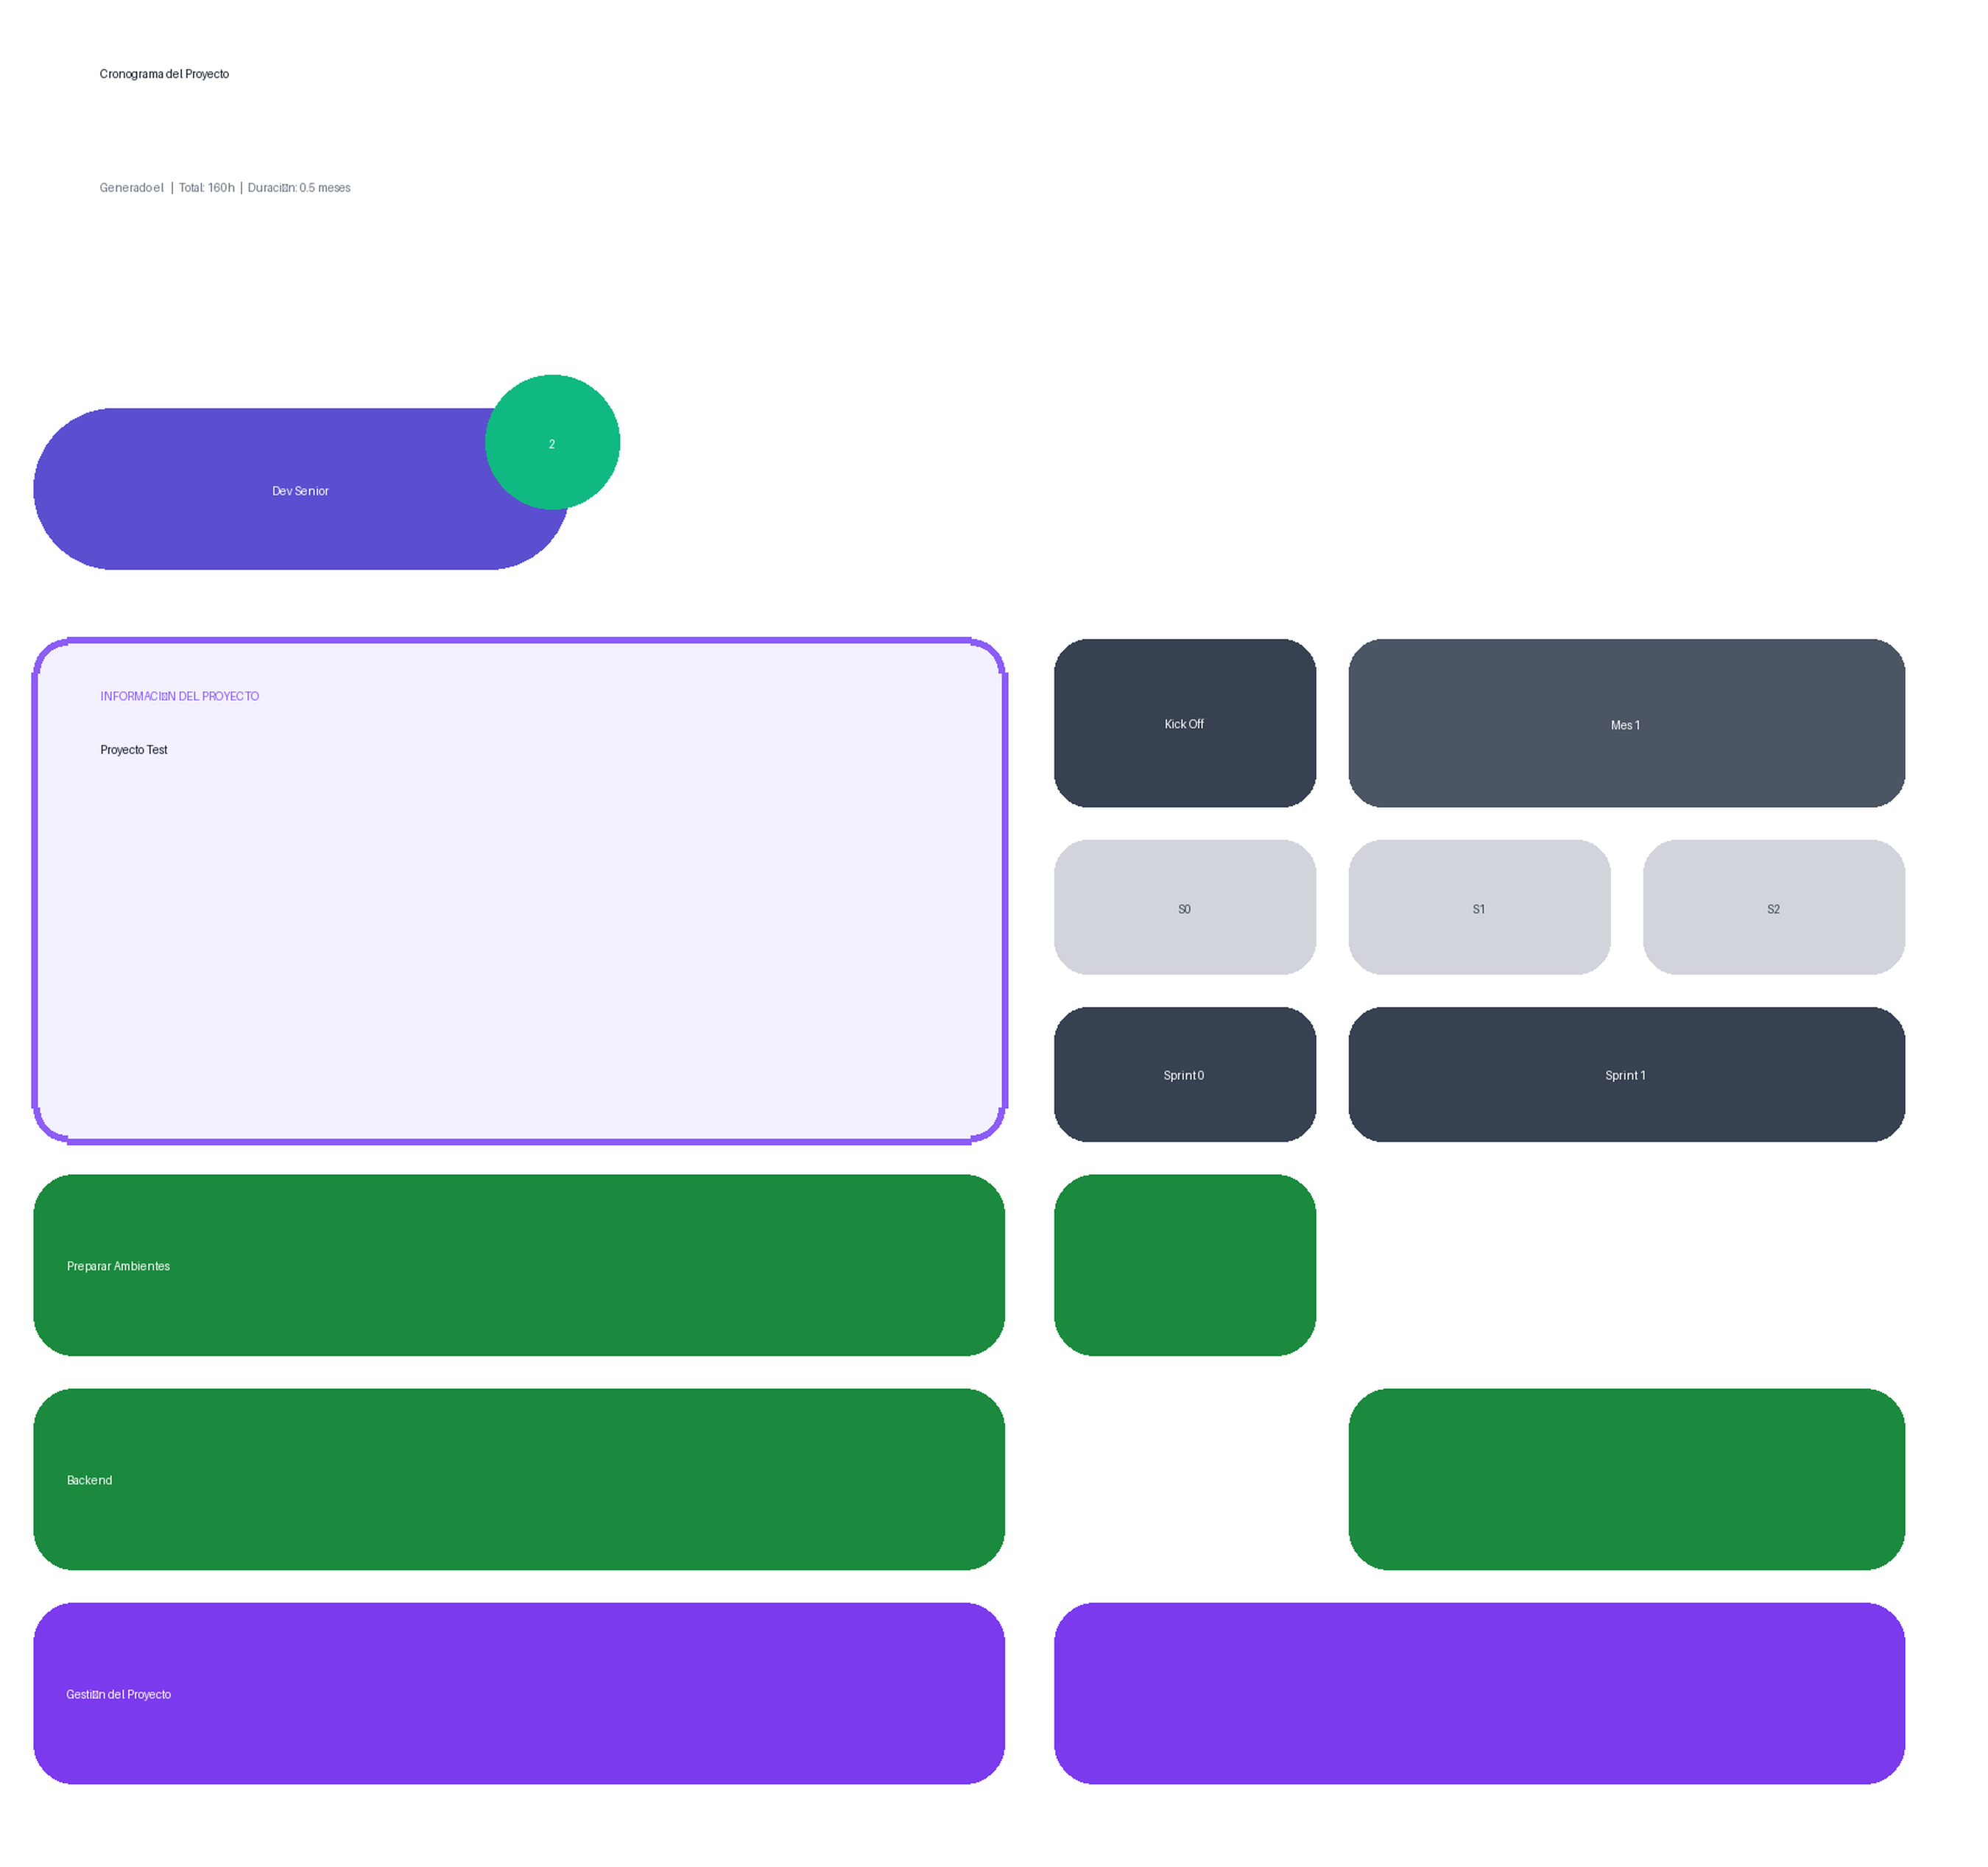 Cronograma del Proyecto
Generado el | Total: 160h | Duraci□n: 0.5 meses
2
Dev Senior
INFORMACI□N DEL PROYECTO
Proyecto Test
Kick Off
Mes 1
S0
S1
S2
Sprint 0
Sprint 1
Preparar Ambientes
Backend
Gesti□n del Proyecto